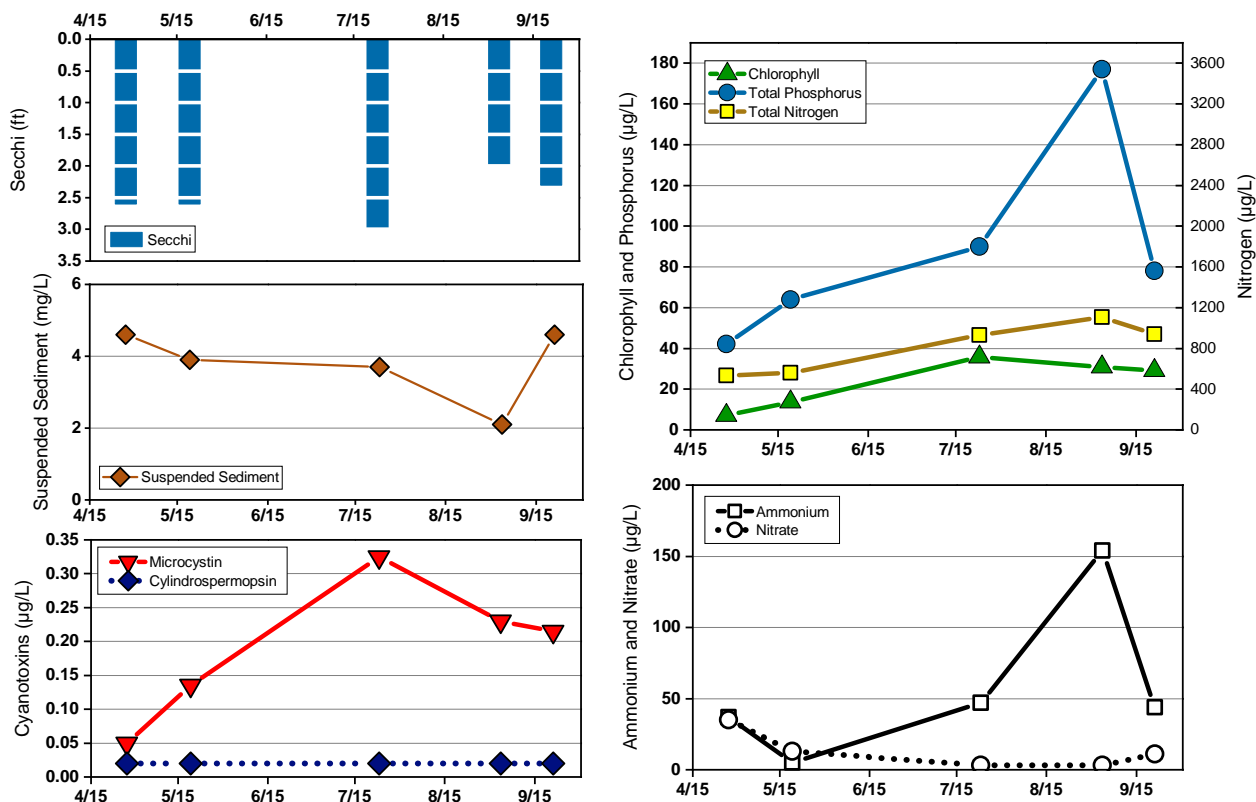 4/15 5/15 6/15 7/15 8/15 9/15
0.0
0.5
1.0
1.5
2.0
2.5
3.0
3.5
Secchi (ft)
Secchi
6
4
2
0
Suspended Sediment (mg/L)
Suspended Sediment
4/15 5/15 6/15 7/15 8/15 9/15
0.35
0.30
0.25
0.20
0.15
0.10
0.05
0.00
Cyanotoxins (µg/L)
Microcystin
Cylindrospermopsin
4/15 5/15 6/15 7/15 8/15 9/15
180
160
140
120
100
80
60
40
20
0
Chlorophyll and Phosphorus (µg/L)
Chlorophyll
Total Phosphorus
Total Nitrogen
3600
3200
2800
2400
2000
1600
1200
800
400
0
Nitrogen (µg/L)
4/15 5/15 6/15 7/15 8/15 9/15
200
150
100
50
0
Ammonium and Nitrate (µg/L)
Ammonium
Nitrate
4/15 5/15 6/15 7/15 8/15 9/15